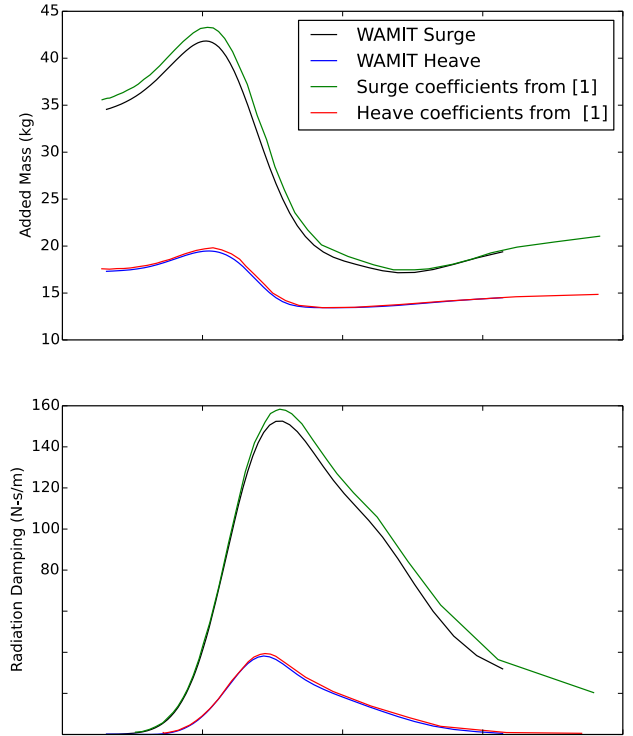 45
40
35
30
25
20
15
10
Added Mass (kg)
WAMIT Surge
WAMIT Heave
Surge coefficients from [1]
Heave coefficients from [1]
160
140
120
100
80
Radiation Damping (N-s/m)